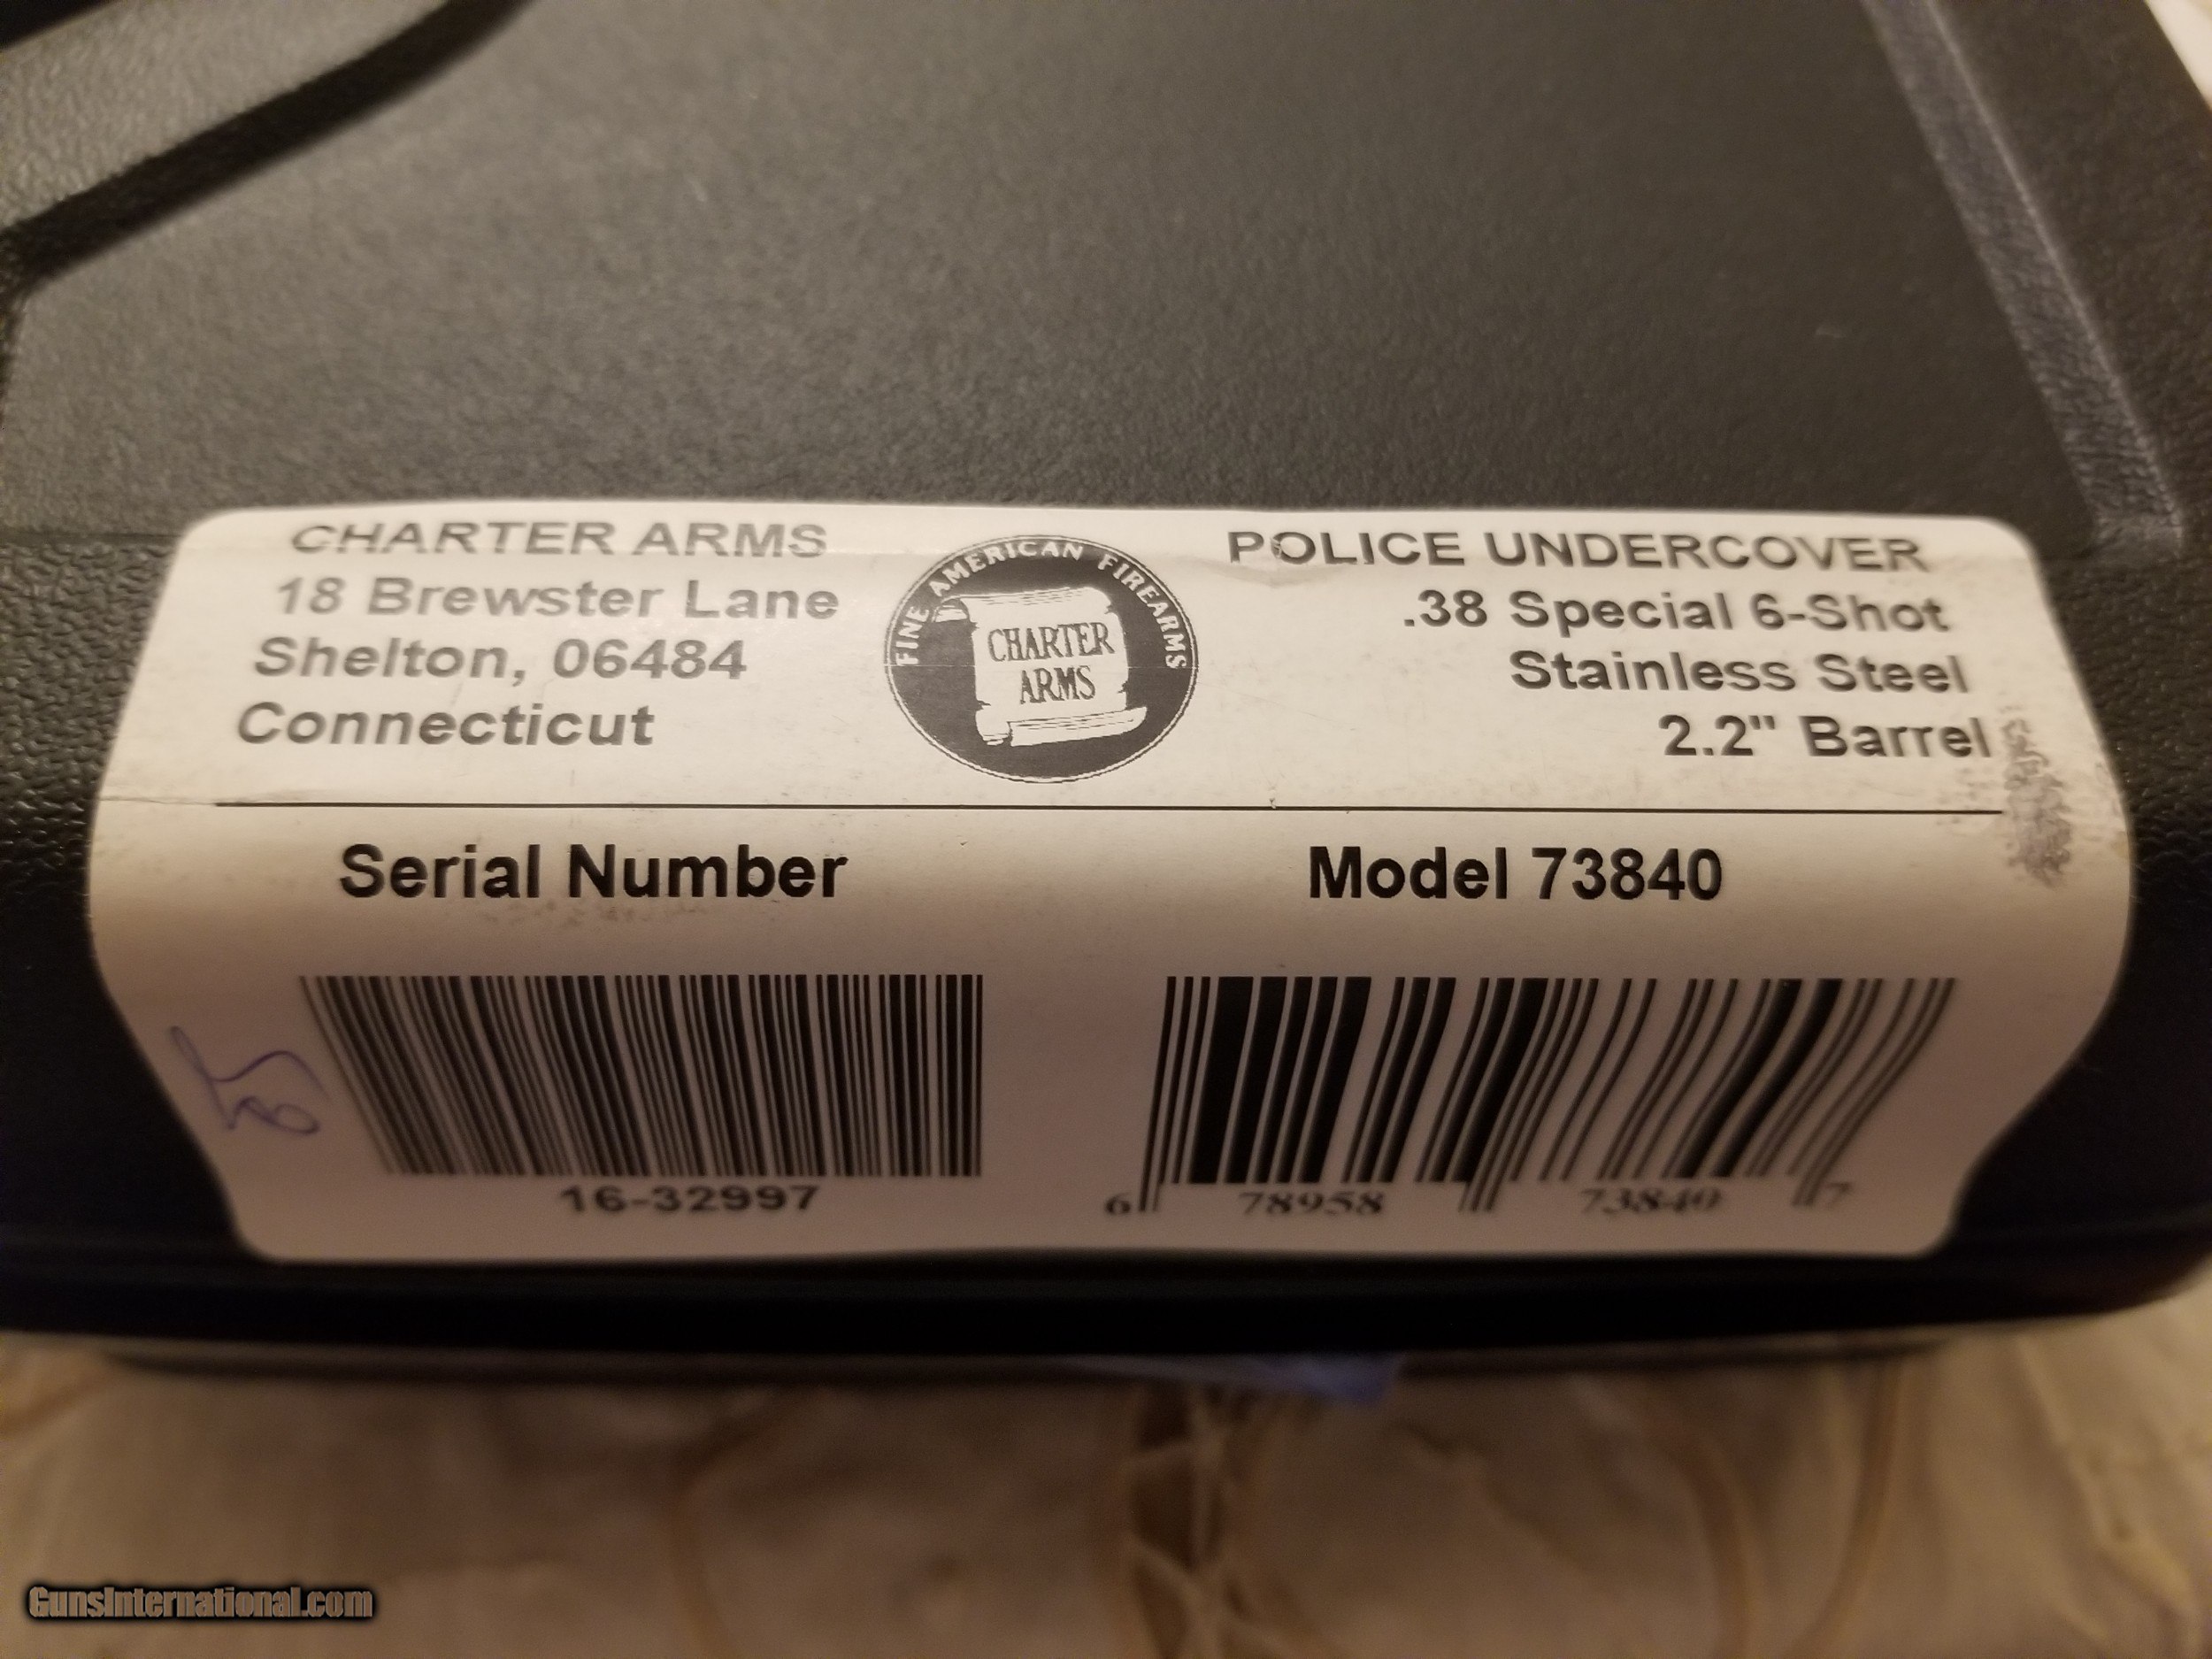 CHARTER ARMS
18 Brewster Lane
Shelton, 06484
Connecticut
FINE AMERICAN FIREARMS
CHARTER
ARMS
POLICE UNDERCOVER
.38 Special 6-Shot
Stainless Steel
2.2" Barrel
Serial Number
16-32997
Model 73840
6 78958 73840 7
GunsInternational.com